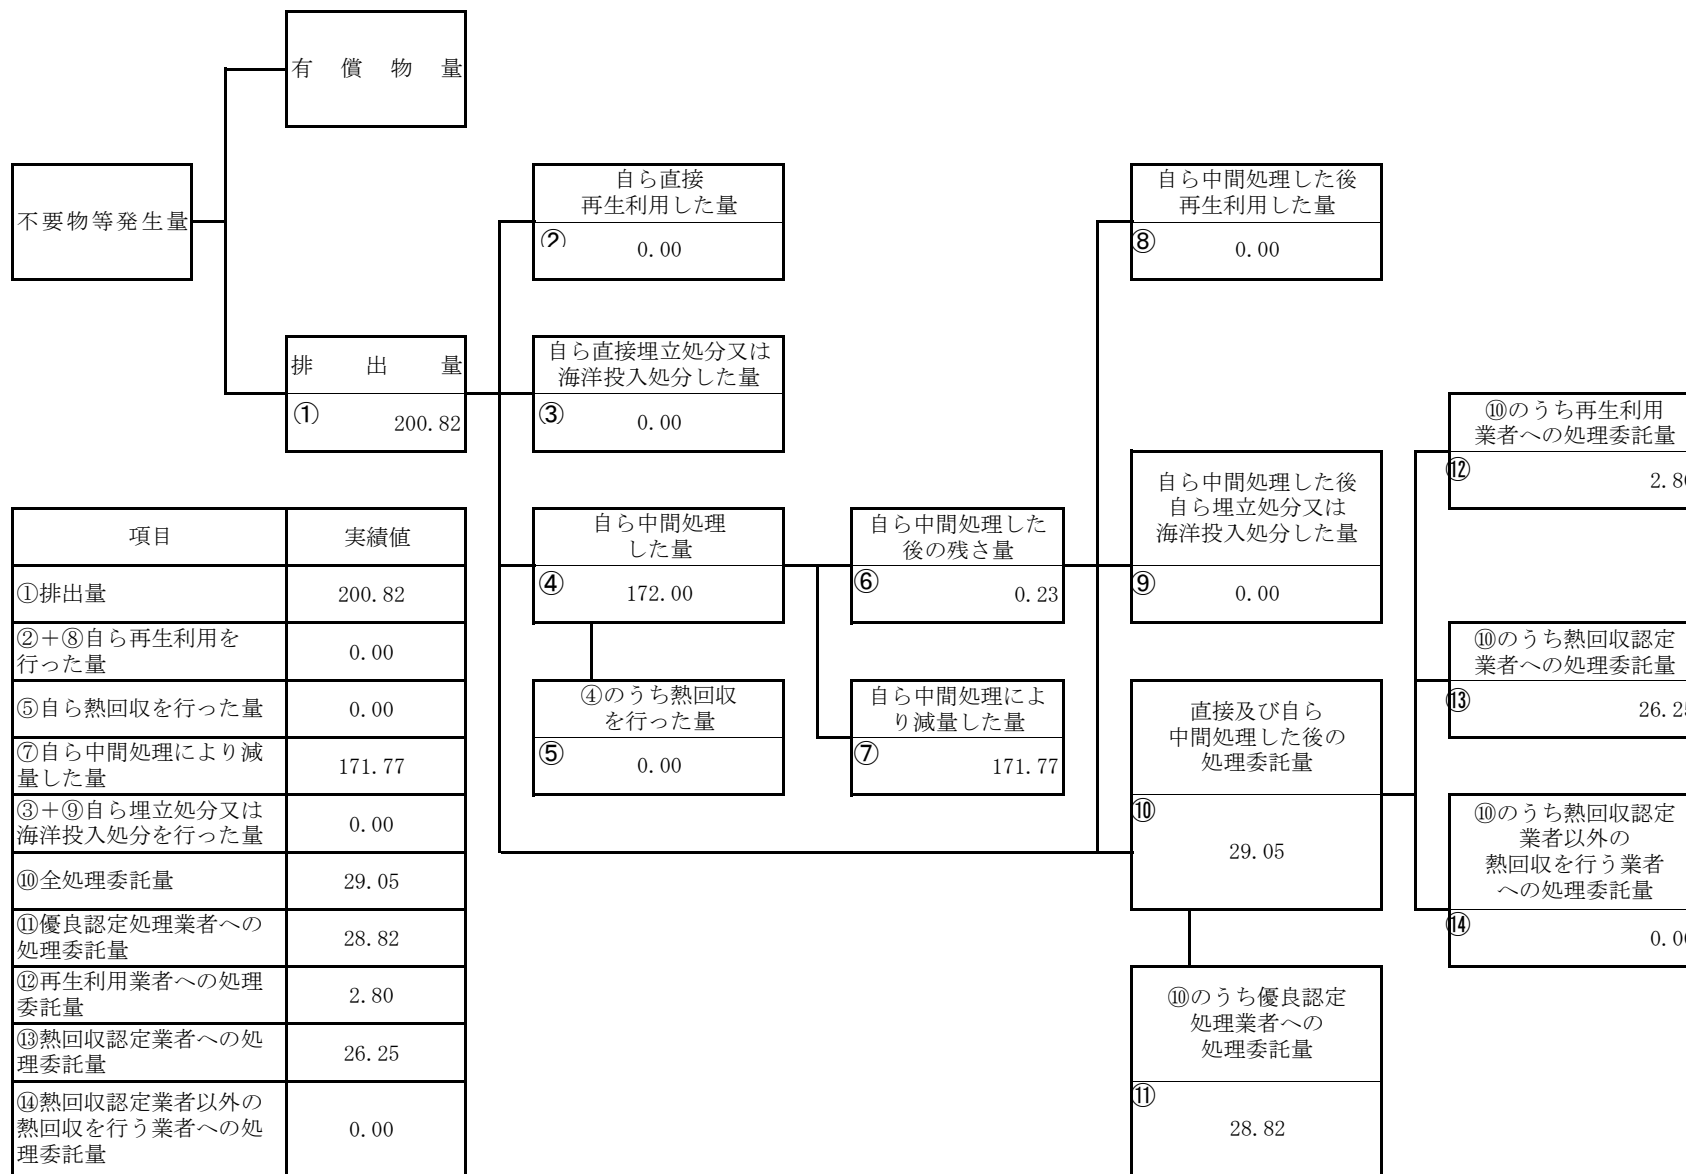 有償物量
不要物等発生量
排出量
①
200.82
自ら直接
再生利用した量
②
0.00
自ら直接埋立処分又は
海洋投入処分した量
③
0.00
自ら中間処理
した量
④
172.00
④のうち熱回収
を行った量
⑤
0.00
自ら中間処理した
後の残さ量
⑥
0.23
自ら中間処理によ
り減量した量
⑦
171.77
自ら中間処理した後
再生利用した量
⑧
0.00
自ら中間処理した後
自ら埋立処分又は
海洋投入処分した量
⑨
0.00
直接及び自ら
中間処理した後の
処理委託量
⑩
29.05
⑩のうち優良認定
処理業者への
処理委託量
⑪
28.82
⑩のうち再生利用
業者への処理委託量
⑫
2.80
⑩のうち熱回収認定
業者への処理委託量
⑬
26.25
⑩のうち熱回収認定
業者以外の
熱回収を行う業者
への処理委託量
⑭
0.00
項目 実績値
①排出量 200.82
②+⑧自ら再生利用を
行った量 0.00
⑤自ら熱回収を行った量 0.00
⑦自ら中間処理により減
量した量 171.77
③+⑨自ら埋立処分又は
海洋投入処分を行った量 0.00
⑩全処理委託量 29.05
⑪優良認定処理業者への
処理委託量 28.82
⑫再生利用業者への処理
委託量 2.80
⑬熱回収認定業者への処
理委託量 26.25
⑭熱回収認定業者以外の
熱回収を行う業者への処
理委託量 0.00